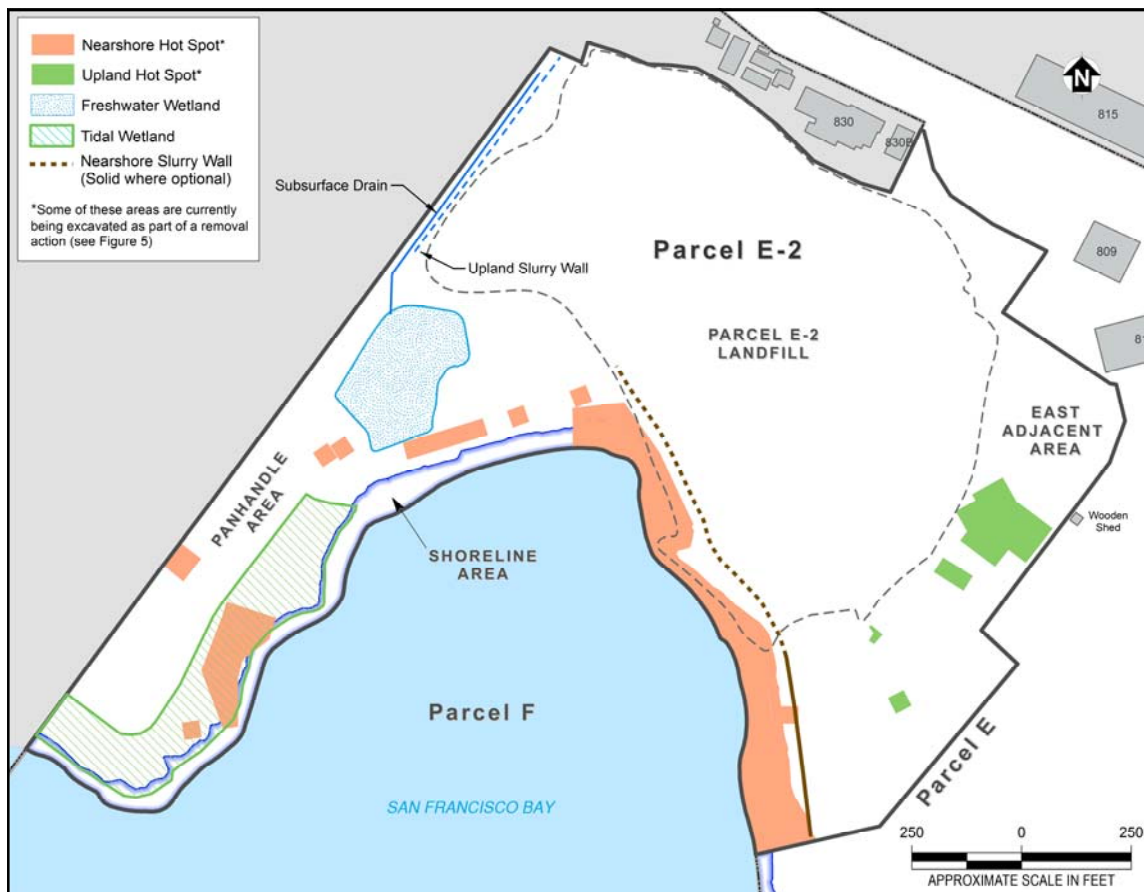 Nearshore Hot Spot*
Upland Hot Spot*
Freshwater Wetland
Tidal Wetland
Nearshore Slurry Wall
(Solid where optional)
*Some of these areas are currently
being excavated as part of a removal
action (see Figure 5)
N
815
830
830B
809
81
Subsurface Drain
Upland Slurry Wall
Parcel E-2
PARCEL E-2
LANDFILL
EAST
ADJACENT
AREA
Wooden
Shed
PANHANDLE
AREA
SHORELINE
AREA
Parcel F
SAN FRANCISCO BAY
Parcel E
250 0 250
APPROXIMATE SCALE IN FEET